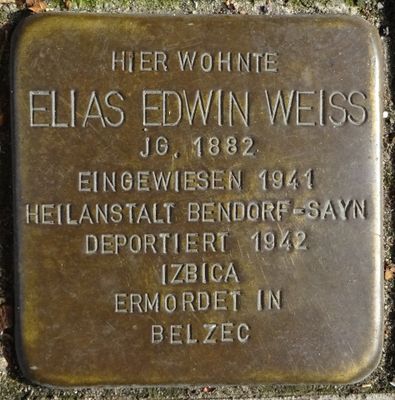 HIER WOHNTE
ELIAS EDWIN WEISS
JG. 1882
EINGEWIESEN 1941
HEILANSTALT BENDORF-SAYN
DEPORTIERT 1942
IZBICA
ERMORDET IN
BELZEC